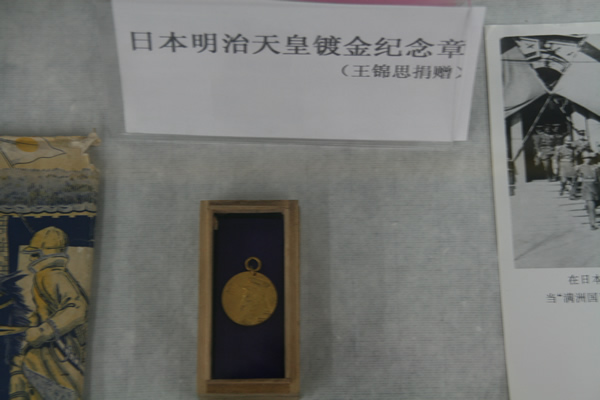 日本明治天皇镀金纪念章
（王锦思捐赠）
在日本
当“满洲国